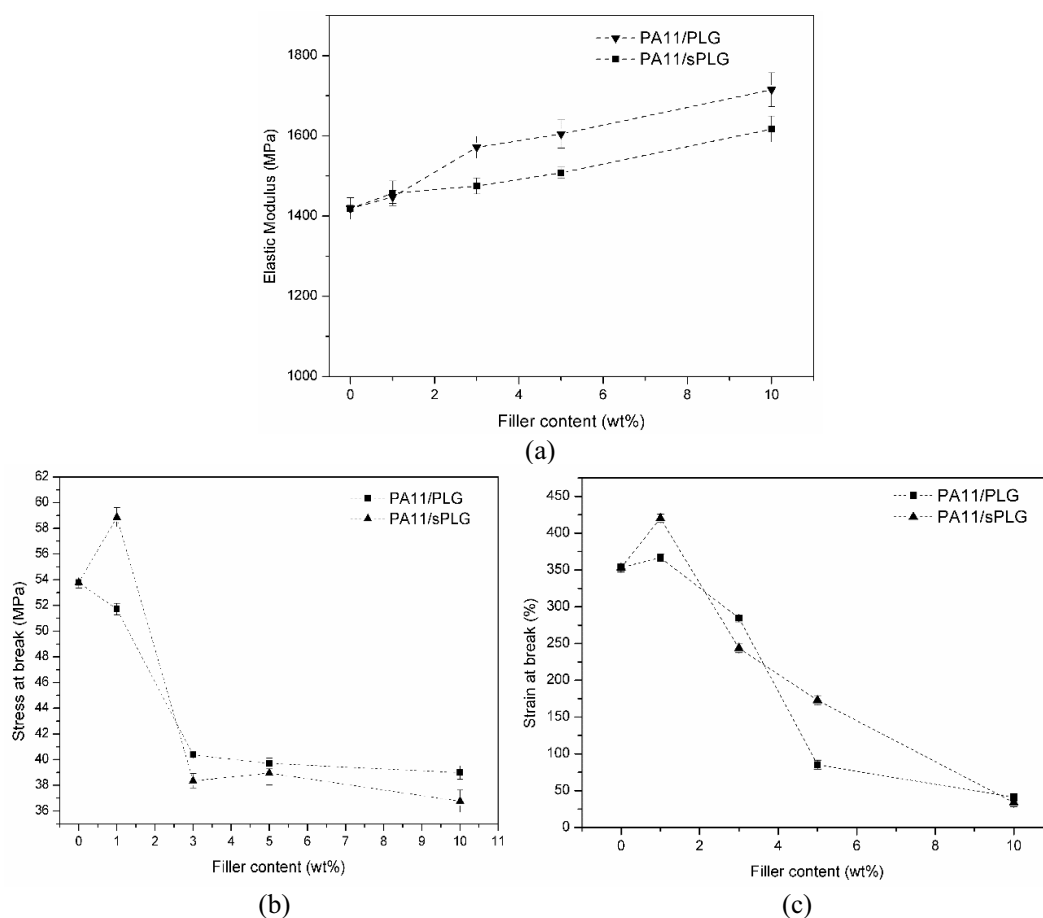 1800
1600
1400
1200
1000
Elastic Modulus (MPa)
PA11/PLG
PA11/sPLG
0 2 4 6 8 10
Filler content (wt%)
(a)
62
60
58
56
54
52
50
48
46
44
42
40
38
36
Stress at break (MPa)
PA11/PLG
PA11/sPLG
0 1 2 3 4 5 6 7 8 9 10 11
Filler content (wt%)
(b)
450
400
350
300
250
200
150
100
50
0
Strain at break (%)
PA11/PLG
PA11/sPLG
0 2 4 6 8 10
Filler content (wt%)
(c)